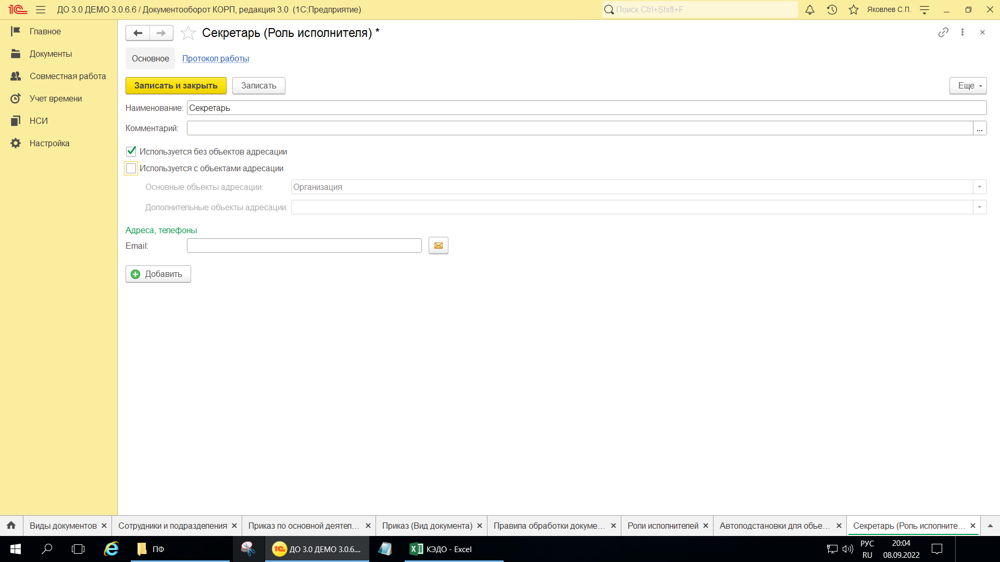 ДО 3.0 ДЕМО 3.0.6.6 / Документооборот КОРП, редакция 3.0 (1С:Предприятие)
Поиск Ctrl+Shift+F
Яковлев С.П.
Главное
Документы
Совместная работа
Учет времени
НСИ
Настройка
Секретарь (Роль исполнителя) *
Основное
Протокол работы
Записать и закрыть
Записать
Еще
Наименование: Секретарь
Комментарий:
...
Используется без объектов адресации
Используется с объектами адресации
Основные объекты адресации: Организация
Дополнительные объекты адресации:
Адреса, телефоны
Email:
Добавить
Виды документов
Сотрудники и подразделения
Приказ по основной деятел...
Приказ (Вид документа)
Правила обработки докуме...
Роли исполнителей
Автоподстановки для объе...
Секретарь (Роль исполните...
ПФ
1С
ДО 3.0 ДЕМО 3.0.6....
КЭДО - Excel
РУС
RU
20:04
08.09.2022